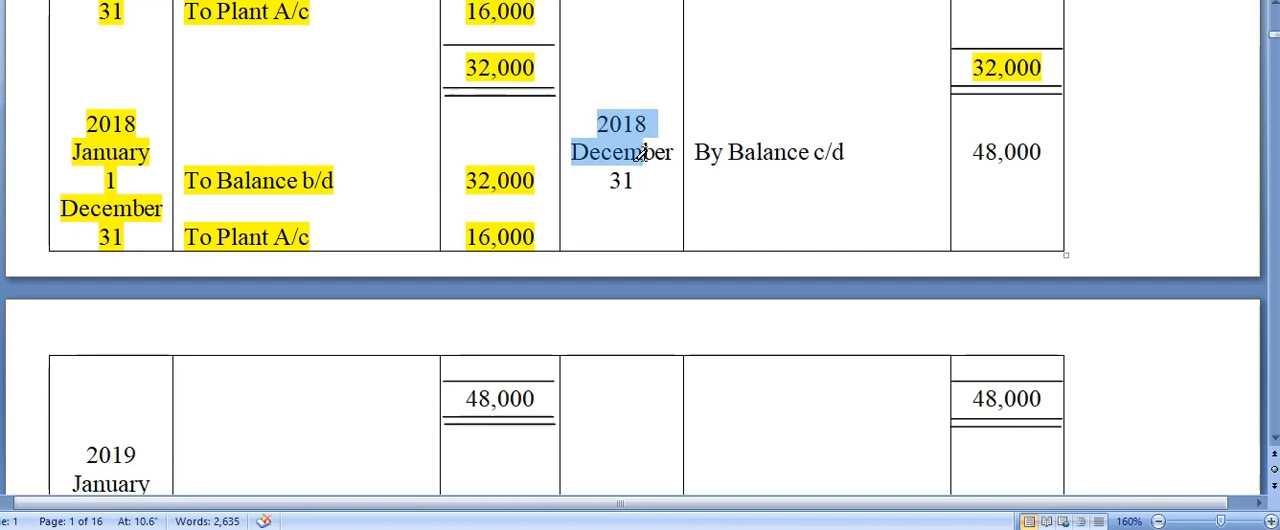 31 To Plant A/c 16,000
32,000 32,000
2018 2018
January December By Balance c/d 48,000
1 To Balance b/d 32,000 31
December
31 To Plant A/c 16,000
48,000 48,000
2019
January
e: 1 Page: 1 of 16 At: 10.6" Words: 2,635 160%